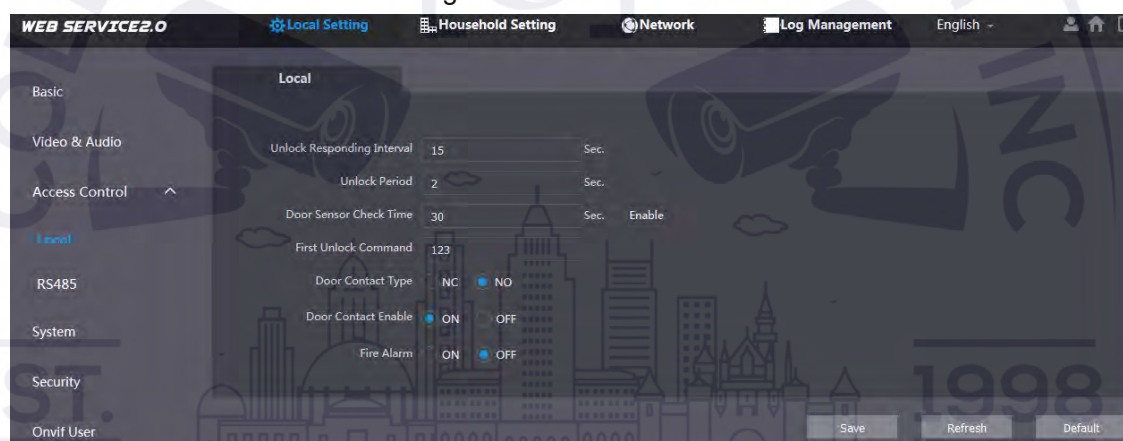 WEB SERVICE2.0 Local Setting Household Setting Network Log Management English
Local
Basic
Video & Audio
Unlock Responding Interval 15 Sec.
Unlock Period 2 Sec.
Access Control
Door Sensor Check Time 30 Sec. Enable
Local
First Unlock Command 123
RS485
Door Contact Type NC NO
Door Contact Enable ON OFF
System
Fire Alarm ON OFF
Security
EST. 1998
INC
Onvif User
Save Refresh Default